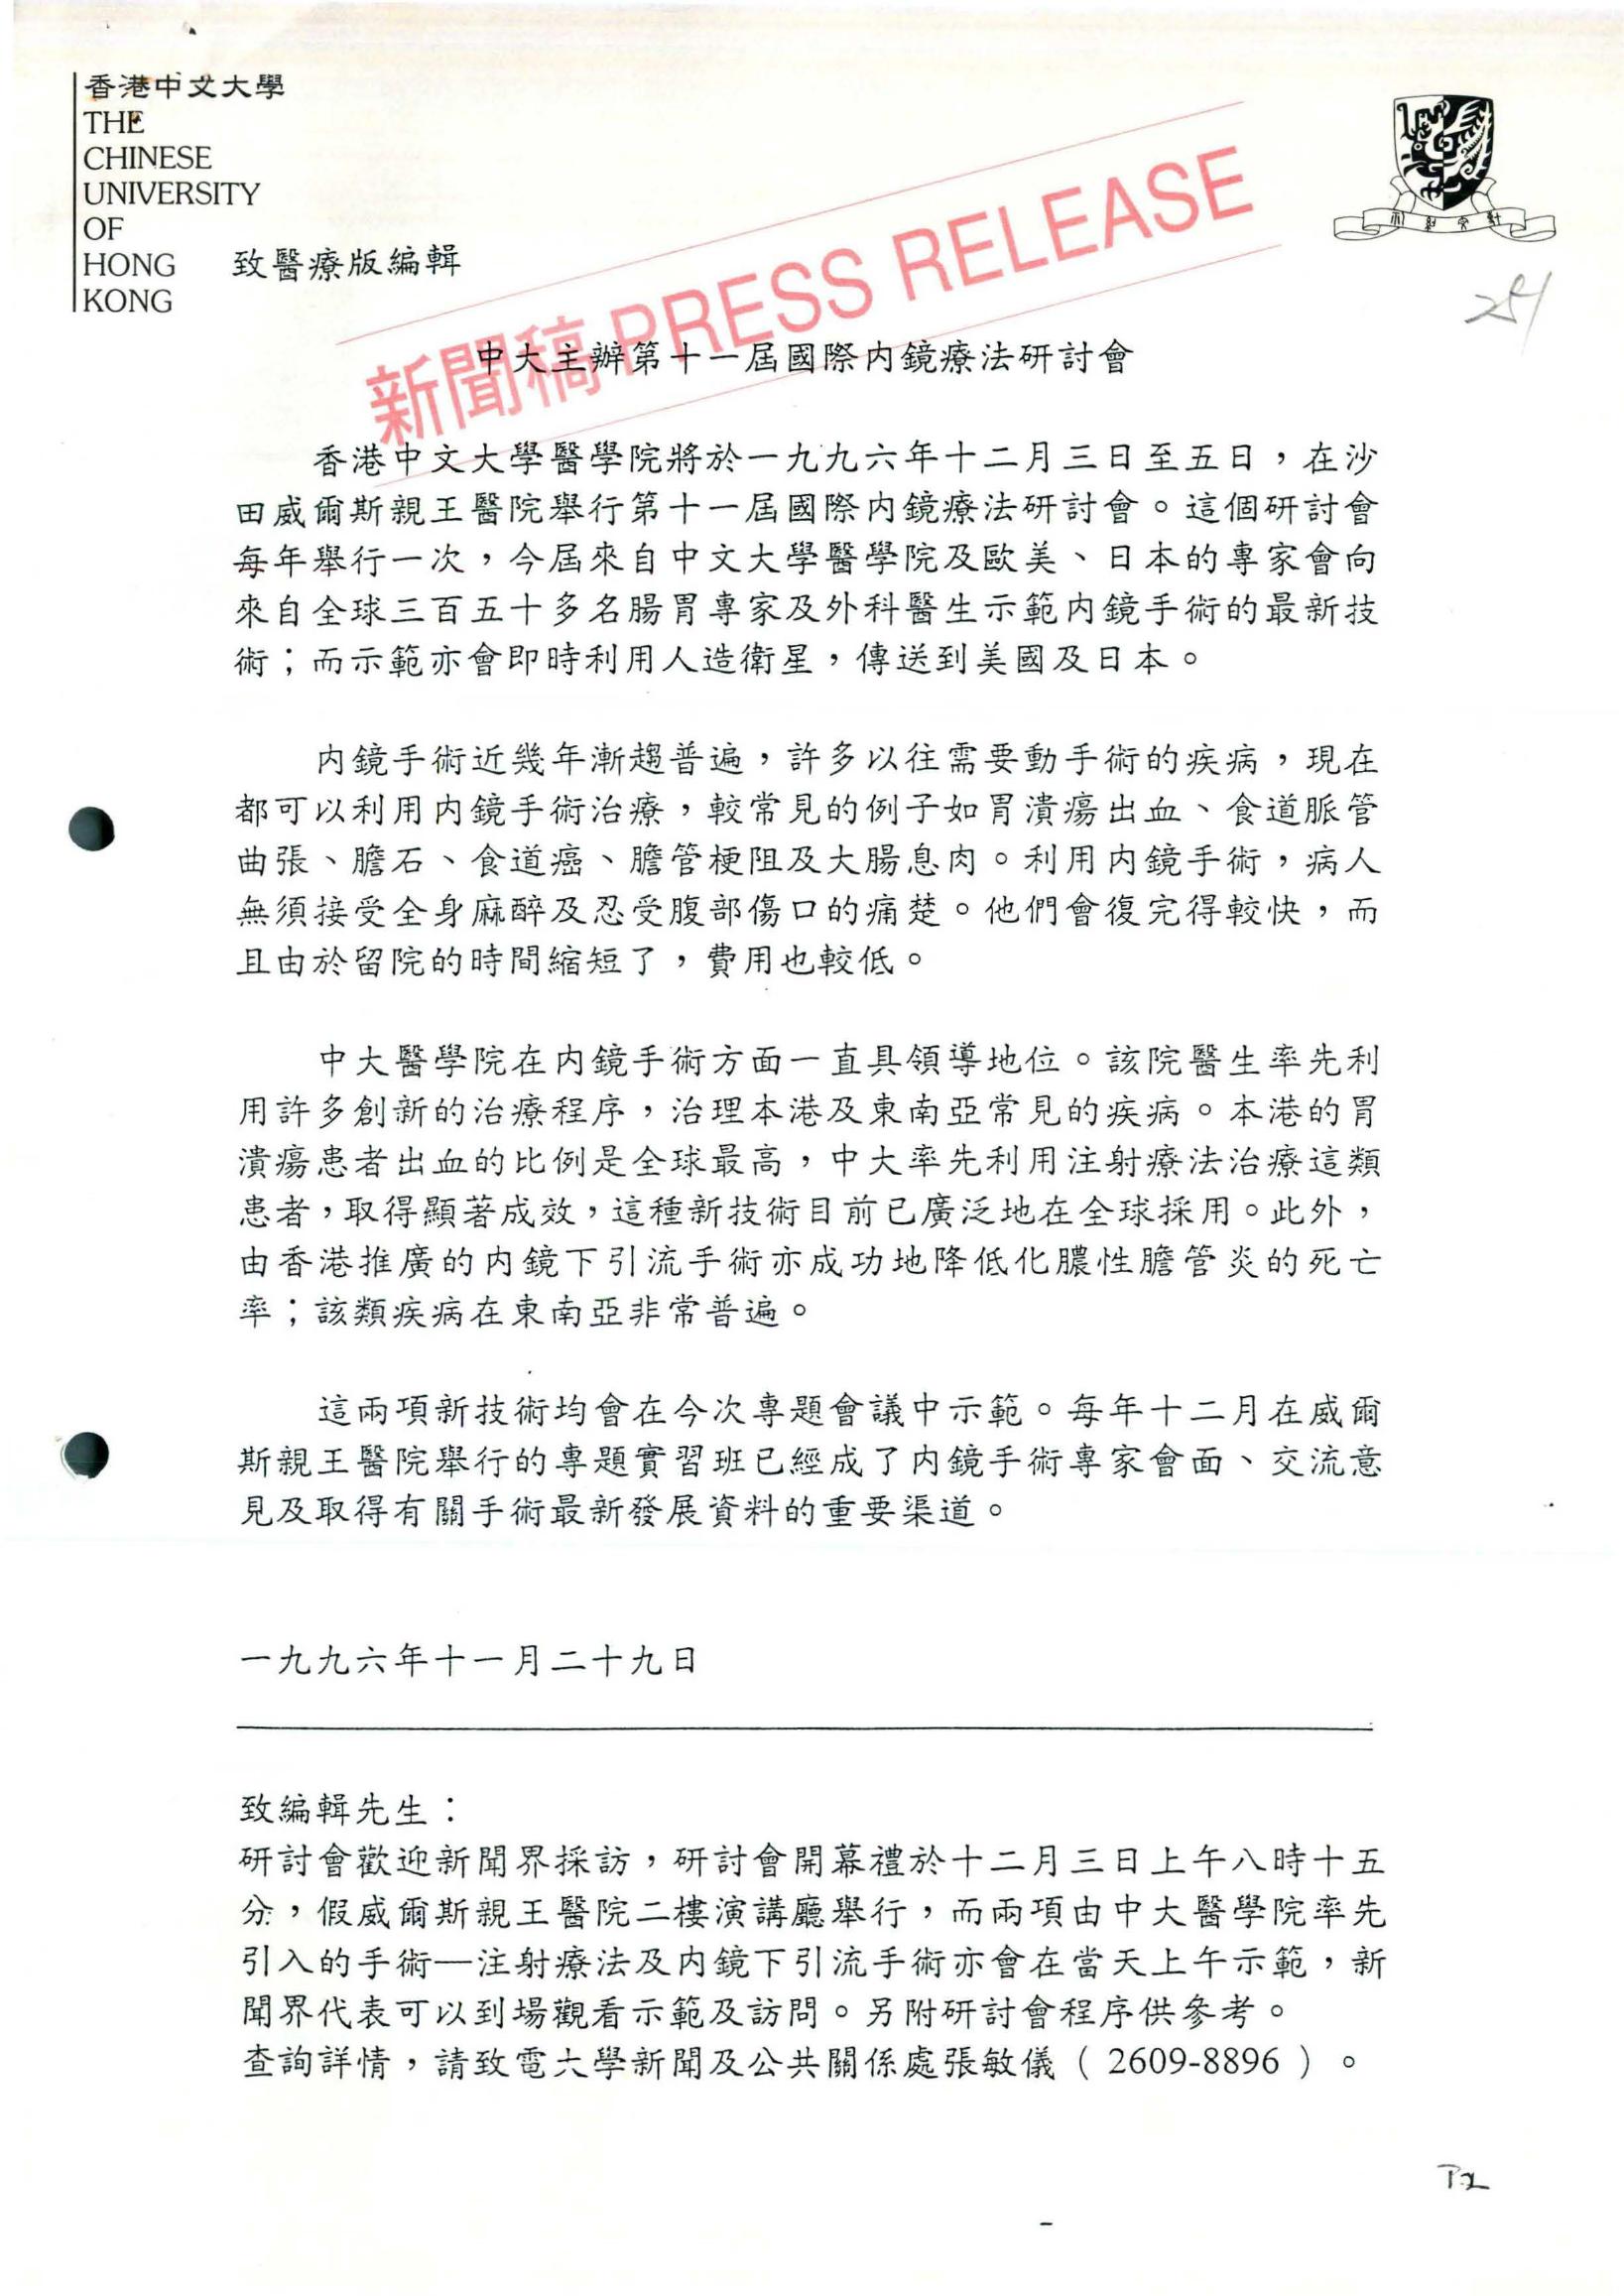 香港中文大學
THE
CHINESE
UNIVERSITY
OF
HONG
KONG
致醫療版編輯
新聞稿 PRESS RELEASE
中大主辦第十一屆國際內鏡療法研討會
香港中文大學醫學院將於一九九六年十二月三日至五日，在沙
田威爾斯親王醫院舉行第十一屆國際內鏡療法研討會。這個研討會
每年舉行一次，今屆來自中文大學醫學院及歐美、日本的專家會向
來自全球三百五十多名腸胃專家及外科醫生示範內鏡手術的最新技
術；而示範亦會即時利用人造衛星，傳送到美國及日本。
內鏡手術近幾年漸趨普遍，許多以往需要動手術的疾病，現在
都可以利用內鏡手術治療，較常見的例子如胃潰瘍出血、食道脈管
曲張、膽石、食道癌、膽管梗阻及大腸息肉。利用內鏡手術，病人
無須接受全身麻醉及忍受腹部傷口的痛楚。他們會復完得較快，而
且由於留院的時間縮短了，費用也較低。
中大醫學院在內鏡手術方面一直具領導地位。該院醫生率先利
用許多創新的治療程序，治理本港及東南亞常見的疾病。本港的胃
潰瘍患者出血的比例是全球最高，中大率先利用注射療法治療這類
患者，取得顯著成效，這種新技術目前已廣泛地在全球採用。此外，
由香港推廣的內鏡下引流手術亦成功地降低化膿性膽管炎的死亡
率；該類疾病在東南亞非常普遍。
這兩項新技術均會在今次專題會議中示範。每年十二月在威爾
斯親王醫院舉行的專題實習班已經成了內鏡手術專家會面、交流意
見及取得有關手術最新發展資料的重要渠道。
一九九六年十一月二十九日
致編輯先生：
研討會歡迎新聞界採訪，研討會開幕禮於十二月三日上午八時十五
分，假威爾斯親王醫院二樓演講廳舉行，而兩項由中大醫學院率先
引入的手術—注射療法及內鏡下引流手術亦會在當天上午示範，新
聞界代表可以到場觀看示範及訪問。另附研討會程序供參考。
查詢詳情，請致電大學新聞及公共關係處張敏儀（2609-8896）。